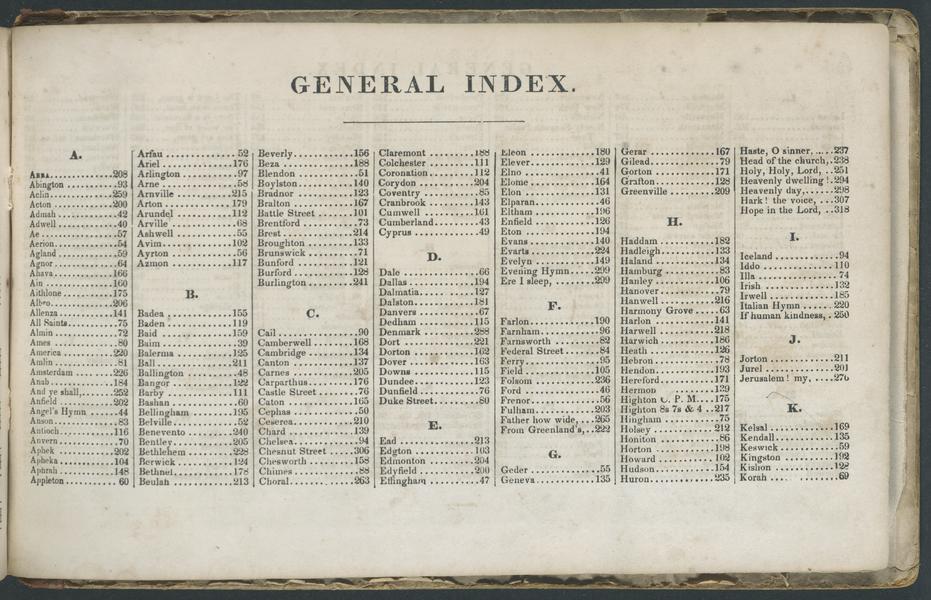 GENERAL INDEX.
A.
Anna 208
Abington 93
Aclin 259
Acton 200
Admah 42
Adwell 40
Ae 57
Aerion 54
Agland 59
Agnor 64
Ahava 166
Ain 160
Aithlone 175
Albro 206
Allenza 141
All Saints 75
Almin 72
Ames 80
America 220
Amlin 81
Amsterdam 226
Anab 184
And ye shall, 252
Anfield 202
Angel's Hymn 44
Anson 83
Antioch 116
Anvern 70
Aphek 202
Apheka 104
Aphrah 148
Appleton 60
Arfau 52
Ariel 176
Arlington 97
Arne 58
Arnville 215
Arton 179
Arundel 112
Arville 68
Ashwell 55
Avim 102
Ayrton 56
Azmon 117
B.
Badea 155
Baden 119
Baid 159
Baim 39
Balerma 125
Ball 211
Ballington 48
Bangor 122
Barby 111
Bashan 60
Bellingham 195
Belville 52
Benevento 240
Bentley 205
Bethlehem 228
Berwick 124
Bethnel 178
Beulah 213
Beverly 156
Beza 188
Blendon 51
Boylston 140
Bradnor 123
Bralton 167
Battle Street 101
Brentford 73
Brest 214
Broughton 133
Brunswick 71
Bunford 121
Burford 128
Burlington 241
C.
Cail 90
Camberwell 168
Cambridge 134
Canton 137
Carnes 205
Carparthus 176
Castle Street 76
Caton 165
Cephas 50
Ceserea 210
Chard 139
Chelsea 94
Chesnut Street 306
Chesworth 158
Chimes 88
Choral 263
Claremont 188
Colchester 111
Coronation 112
Corydon 204
Coventry 85
Cranbrook 143
Cumwell 161
Cumberland 43
Cyprus 49
D.
Dale 66
Dallas 194
Dalmatia 127
Dalston 181
Danvers 67
Dedham 115
Denmark 288
Dort 221
Dorton 162
Dover 163
Downs 115
Dundee 123
Dunfield 76
Duke Street 80
E.
Ead 213
Edgton 103
Edmonton 204
Edyfield 200
Effingham 47
Eleon 180
Elever 129
Elno 41
Elome 164
Elon 131
Elparan 46
Eltham 196
Enfield 126
Eton 194
Evans 140
Evarts 224
Evelyn 149
Evening Hymn 299
Ere I sleep, 299
F.
Farlon 190
Farnham 96
Farnsworth 82
Federal Street 84
Ferry 95
Field 105
Folsom 236
Ford 46
Frenor 56
Fulham 203
Father how wide, 265
From Greenland's, 222
G.
Geder 55
Geneva 135
Gerar 167
Gilead 79
Gorton 171
Grafton 128
Greenville 209
H.
Haddam 182
Hadleigh 133
Haland 134
Hamburg 83
Hanley 106
Hanover 79
Hanwell 216
Harmony Grove 63
Harlon 141
Harwell 218
Harwich 186
Heath 126
Hebron 78
Hendon 193
Hereford 171
Hermon 139
Highton C. P. M. 175
Highton 8s 7s & 4 217
Hingham 75
Holsey 212
Honiton 86
Horton 198
Howard 102
Hudson 154
Huron 235
Haste, O sinner, 237
Head of the church, 238
Holy, Holy, Lord, 251
Heavenly dwelling! 294
Heavenly day, 298
Hark! the voice, 307
Hope in the Lord, 318
I.
Iceland 94
Iddo 110
Illa 74
Irish 132
Irwell 185
Italian Hymn 220
If human kindness, 250
J.
Jorton 211
Jurel 201
Jerusalem! my, 276
K.
Kelsal 169
Kendall 135
Keswick 59
Kingston 192
Kishon 128
Korah 69